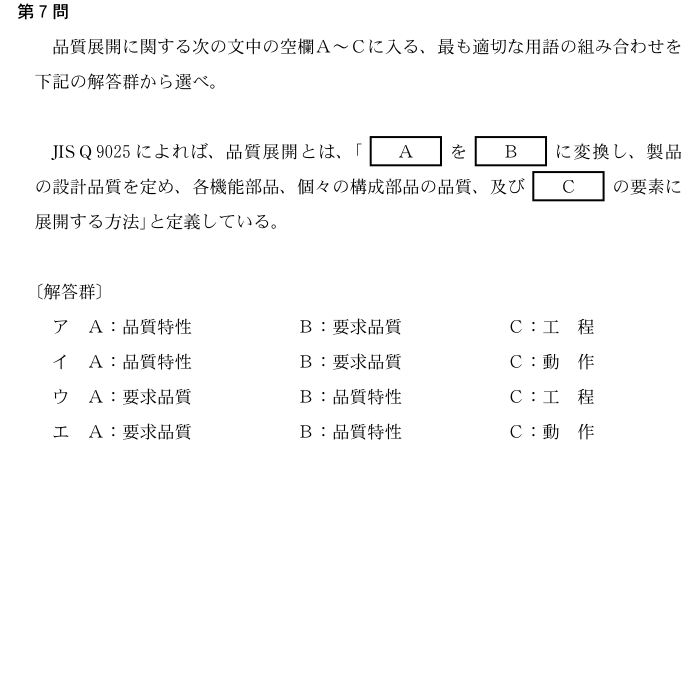 第7問
品質展開に関する次の文中の空欄A～Cに入る、最も適切な用語の組み合わせを
下記の解答群から選べ。
JIS Q 9025 によれば、品質展開とは、「 A を B に変換し、製品
の設計品質を定め、各機能部品、個々の構成部品の品質、及び C の要素に
展開する方法」と定義している。
〔解答群〕
ア A：品質特性 B：要求品質 C：工 程
イ A：品質特性 B：要求品質 C：動 作
ウ A：要求品質 B：品質特性 C：工 程
エ A：要求品質 B：品質特性 C：動 作